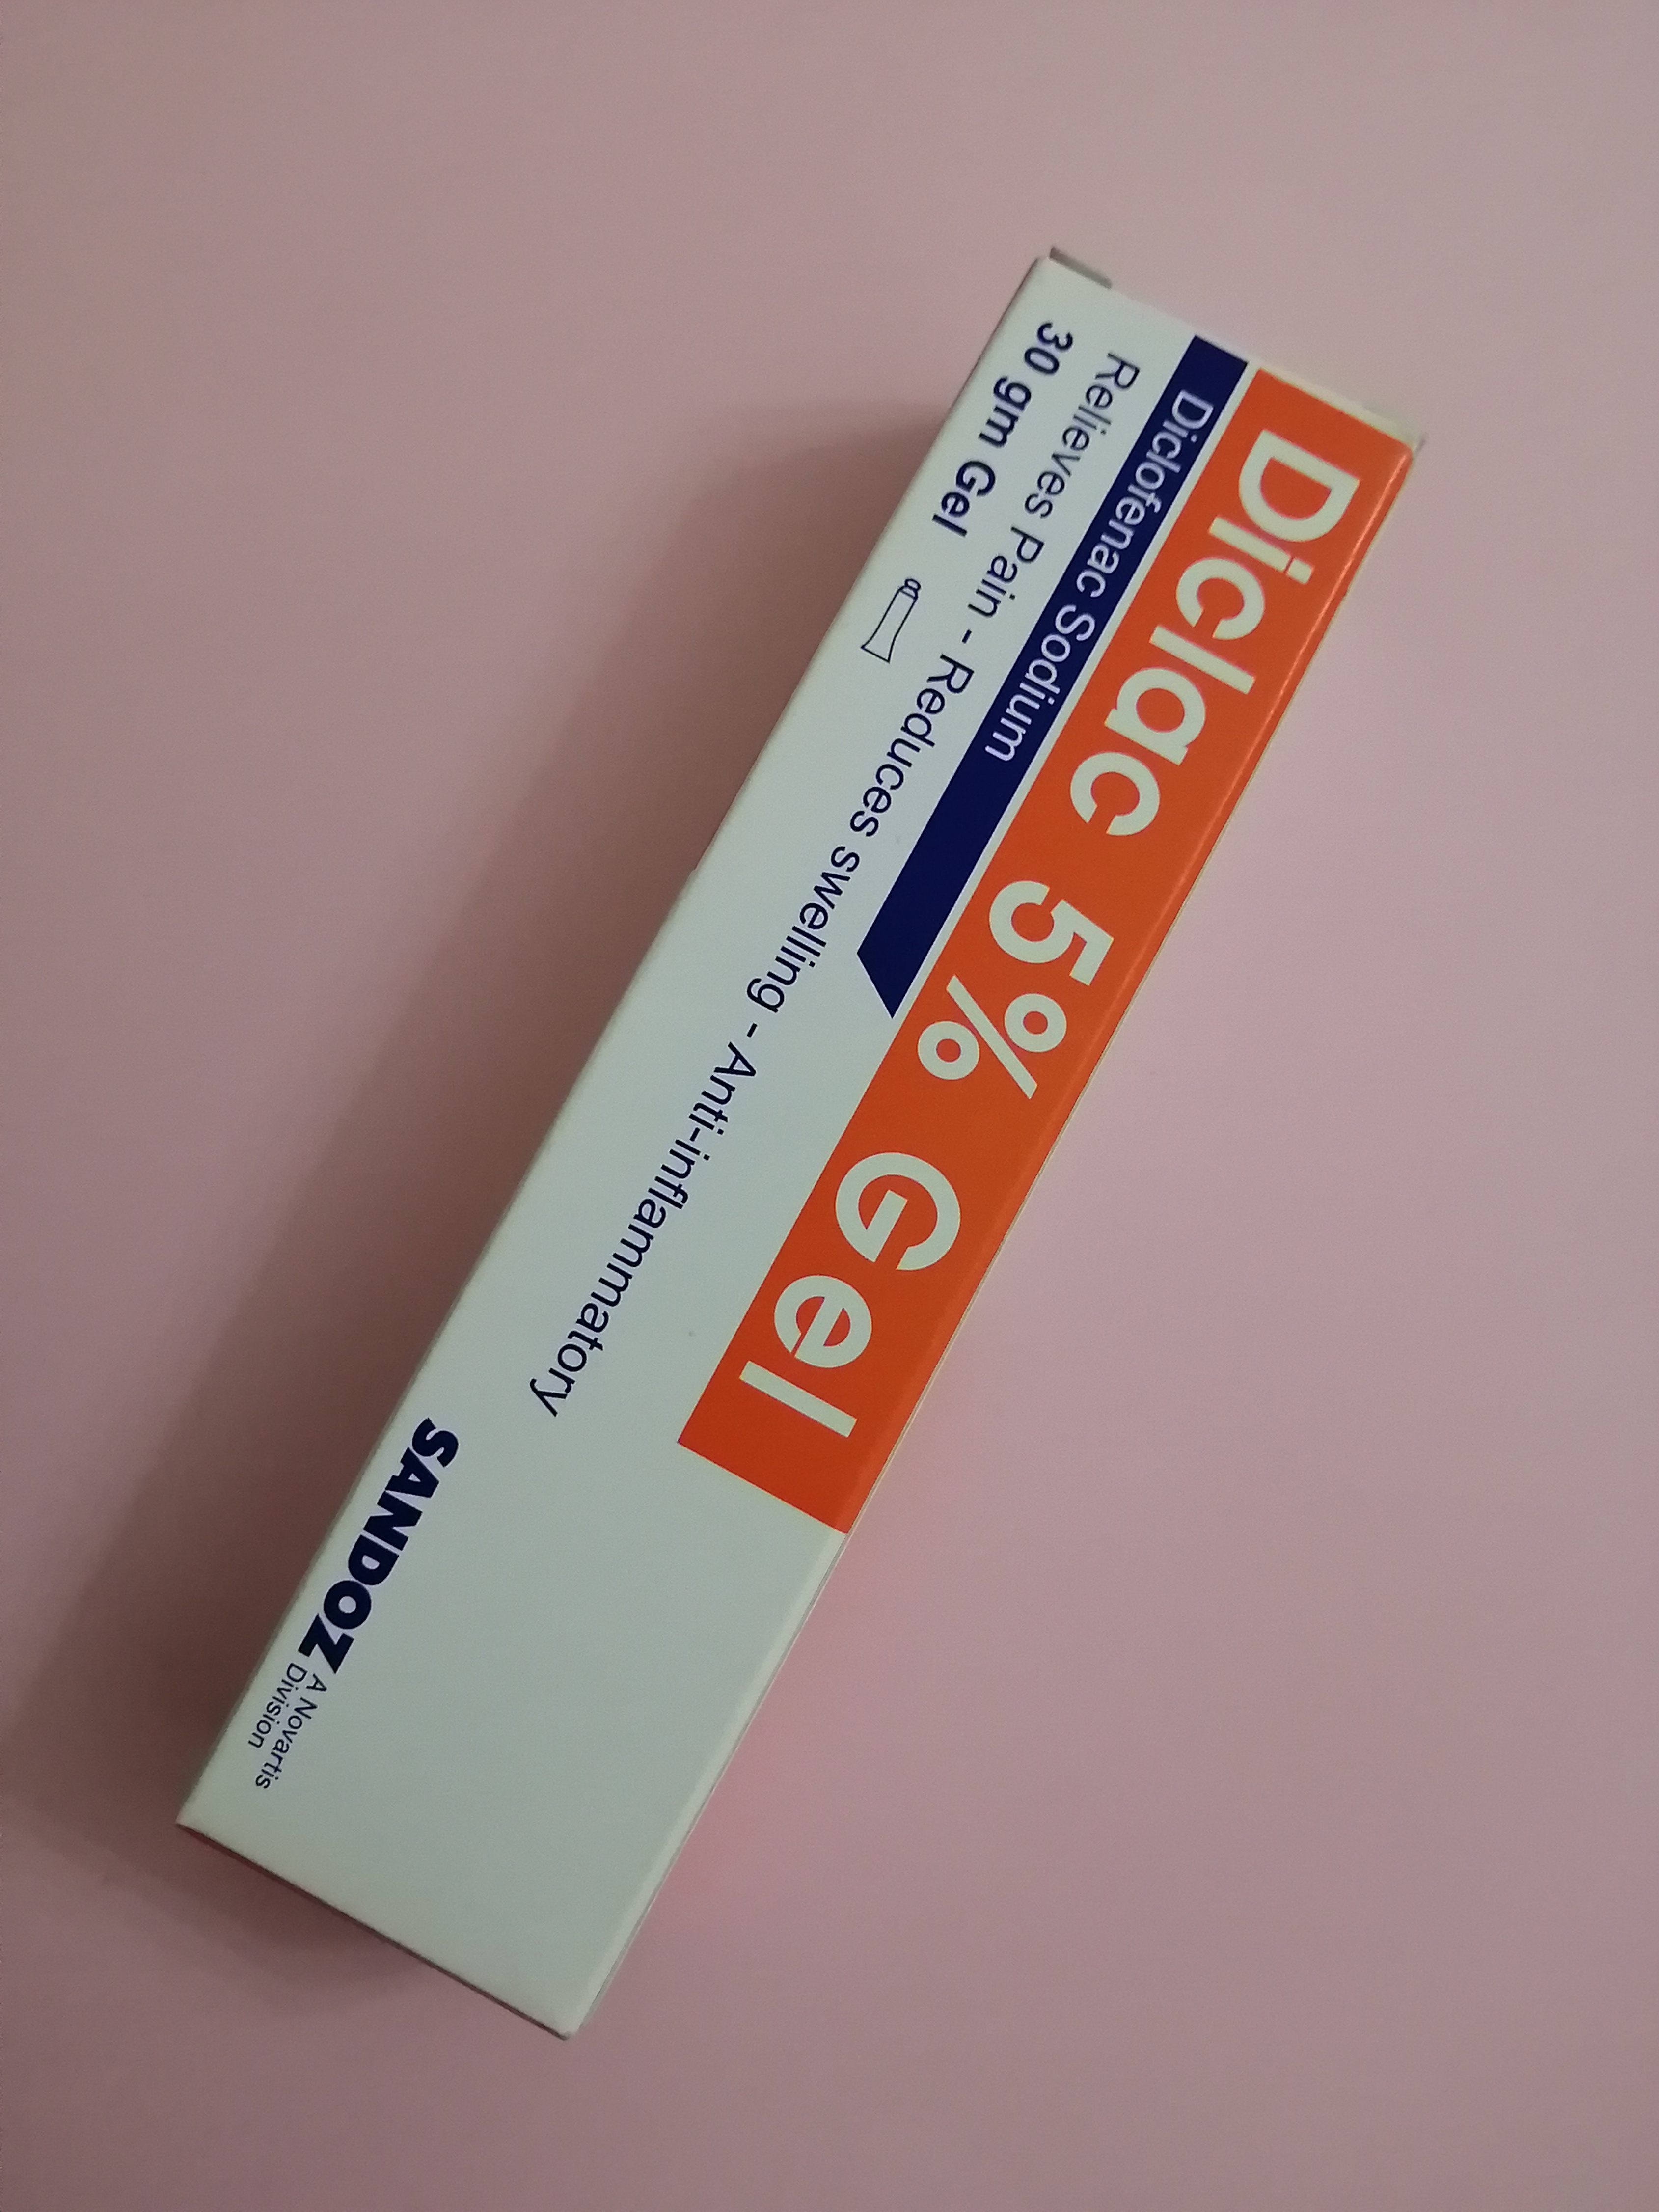 Diclac 5% Gel
Diclofenac Sodium
Relieves Pain - Reduces swelling - Anti-inflammatory
30 gm Gel
SANDOZ A Novartis
Division